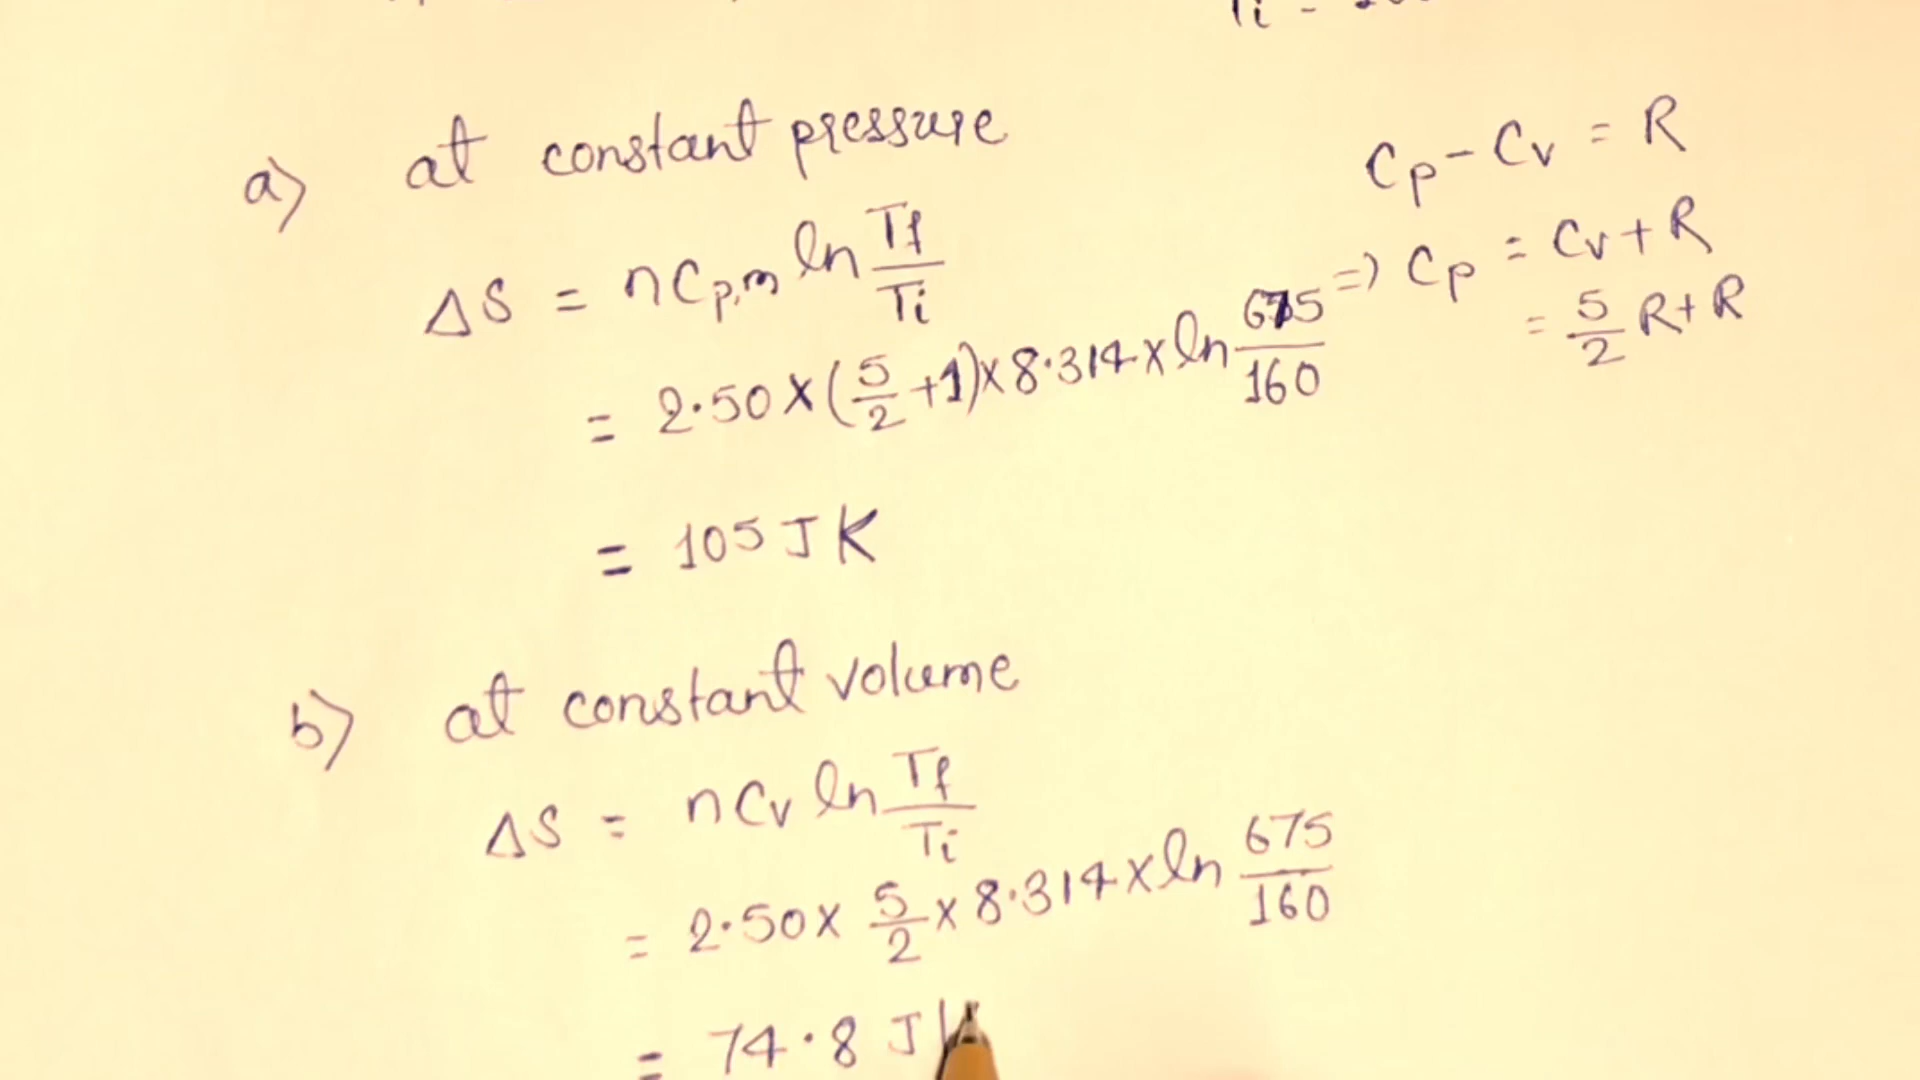 Ti =
a) at constant pressure
ΔS = nCp,m ln Tf/Ti
= 2.50 x (5/2 +1) x 8.314 x ln 675/160
= 105 J K
Cp - Cv = R
=> Cp = Cv + R
= 5/2 R + R
b) at constant volume
ΔS = nCv ln Tf/Ti
= 2.50 x 5/2 x 8.314 x ln 675/160
= 74.8 J